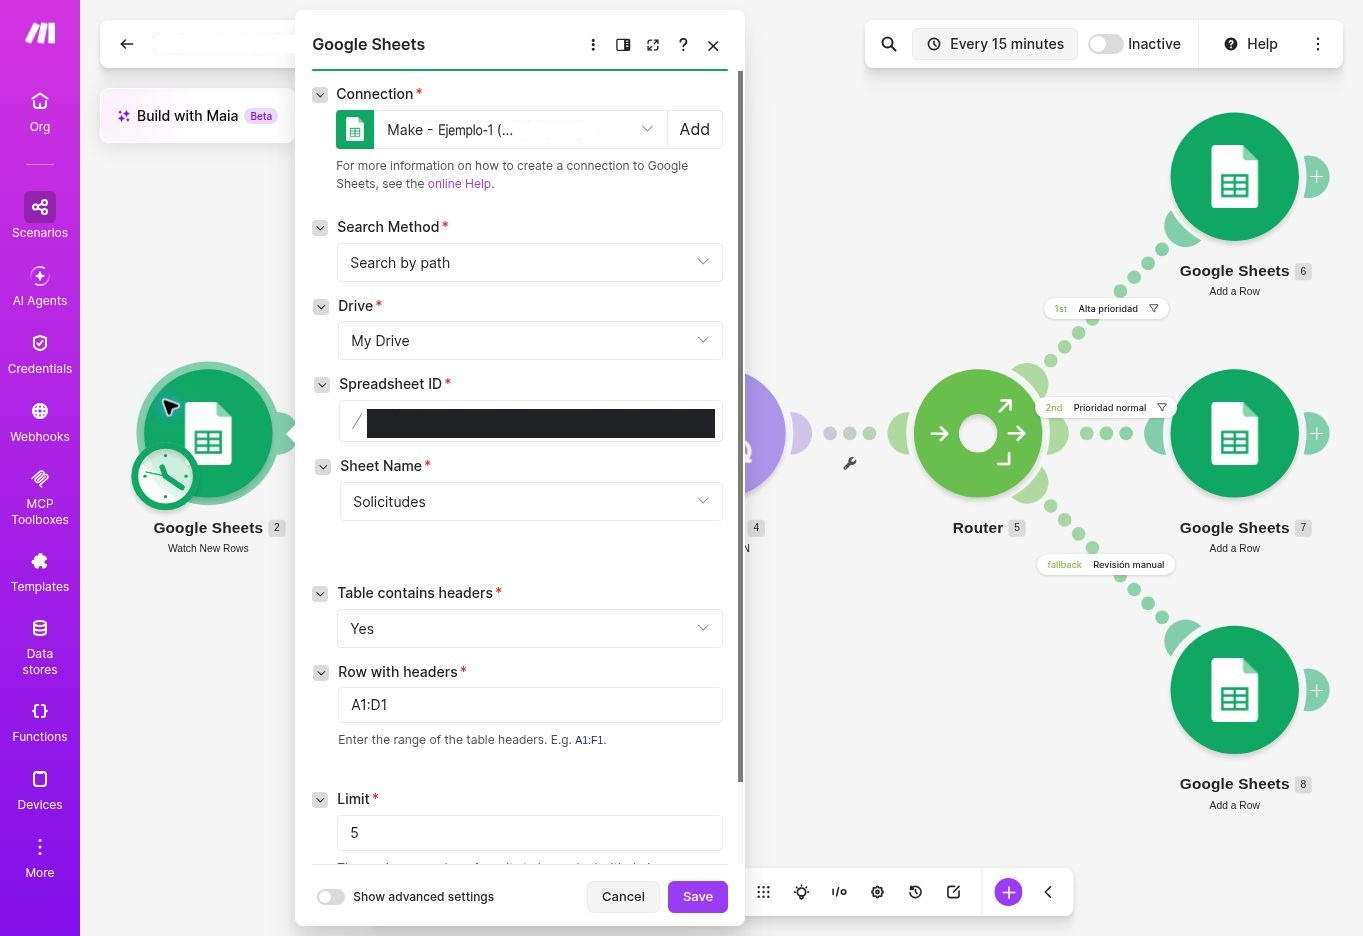 Google Sheets
?
Every 15 minutes
Inactive
Help
Org
Scenarios
AI Agents
Credentials
Webhooks
MCP
Toolboxes
Templates
Data
stores
Functions
Devices
More
Build with Maia Beta
Connection *
Make - Ejemplo-1 (...
Add
For more information on how to create a connection to Google
Sheets, see the online Help.
Search Method *
Search by path
Drive *
My Drive
Spreadsheet ID *
/
Sheet Name *
Solicitudes
Table contains headers *
Yes
Row with headers *
A1:D1
Enter the range of the table headers. E.g. A1:F1.
Limit *
5
Show advanced settings
Cancel
Save
Google Sheets 2
Watch New Rows
4
N
Router 5
1st Alta prioridad
2nd Prioridad normal
fallback Revisión manual
Google Sheets 6
Add a Row
Google Sheets 7
Add a Row
Google Sheets 8
Add a Row